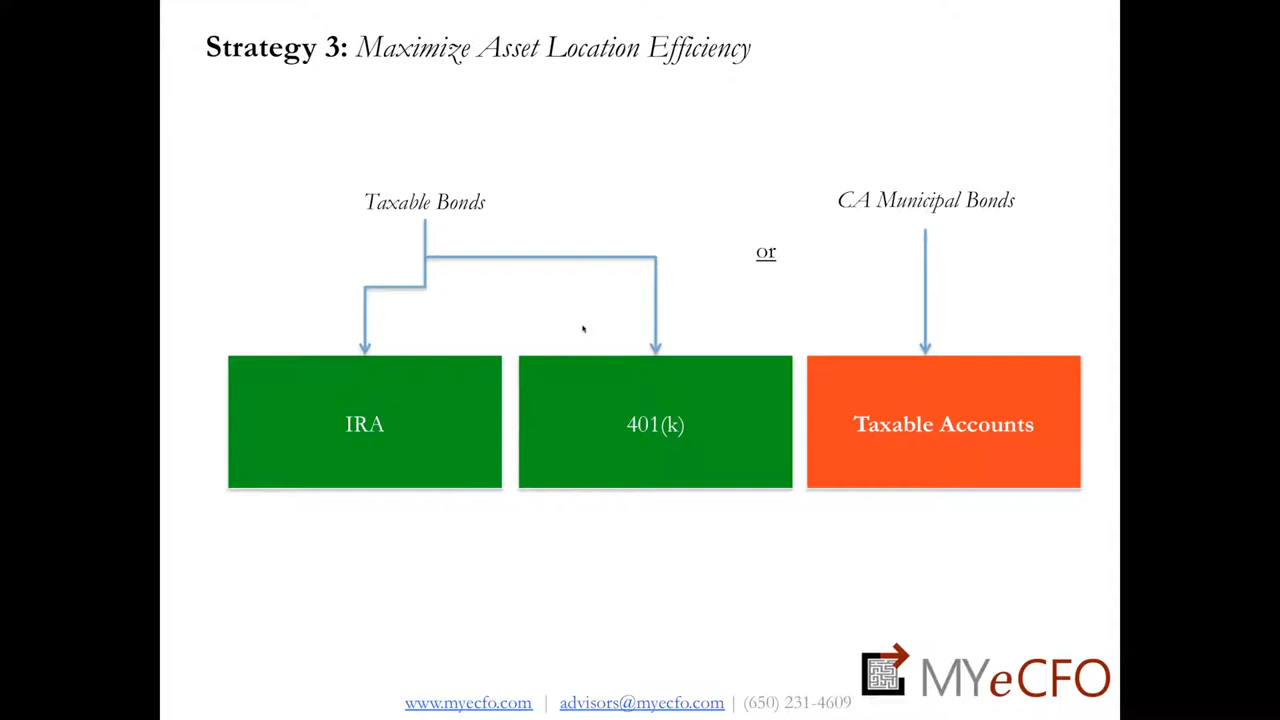 Strategy 3: Maximize Asset Location Efficiency
Taxable Bonds
CA Municipal Bonds
or
IRA
401(k)
Taxable Accounts
MYeCFO
www.myecfo.com | advisors@myecfo.com | (650) 231-4609